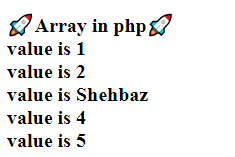 🚀Array in php🚀
value is 1
value is 2
value is Shehbaz
value is 4
value is 5